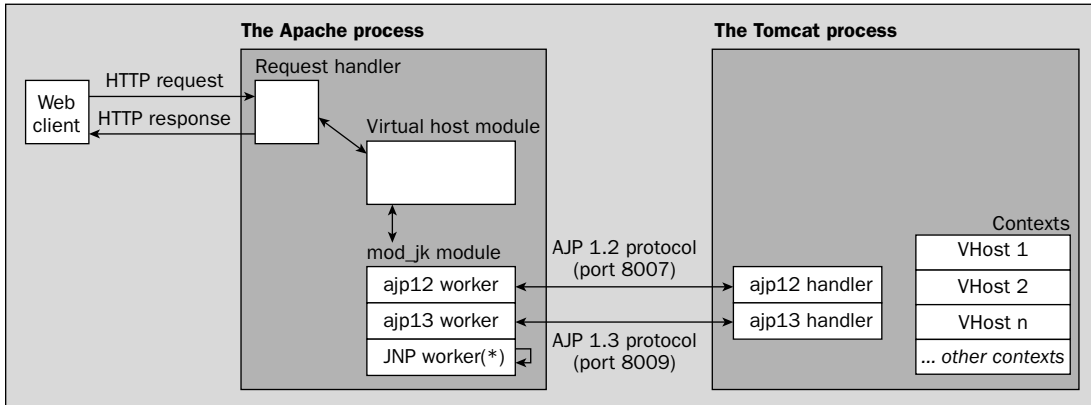 The Apache process
The Tomcat process
Request handler
HTTP request
Web
client
HTTP response
Virtual host module
mod_jk module
ajp12 worker
ajp13 worker
JNP worker(*)
AJP 1.2 protocol
(port 8007)
AJP 1.3 protocol
(port 8009)
ajp12 handler
ajp13 handler
Contexts
VHost 1
VHost 2
VHost n
... other contexts